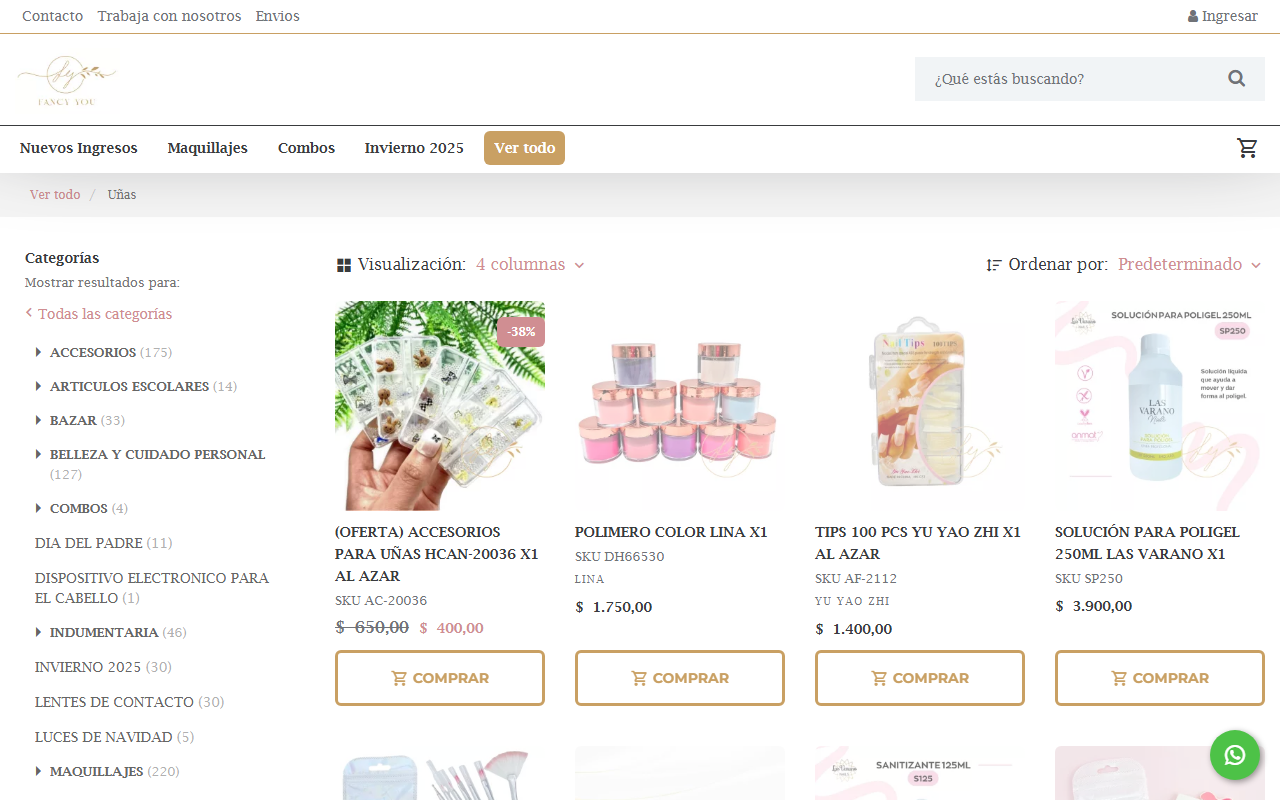 Contacto Trabaja con nosotros Envios
Ingresar
FANCY YOU
¿Qué estás buscando?
Nuevos Ingresos Maquillajes Combos Invierno 2025 Ver todo
Ver todo / Uñas
Categorías
Mostrar resultados para:
Todas las categorías
ACCESORIOS (175)
ARTICULOS ESCOLARES (14)
BAZAR (33)
BELLEZA Y CUIDADO PERSONAL
(127)
COMBOS (4)
DIA DEL PADRE (11)
DISPOSITIVO ELECTRONICO PARA
EL CABELLO (1)
INDUMENTARIA (46)
INVIERNO 2025 (30)
LENTES DE CONTACTO (30)
LUCES DE NAVIDAD (5)
MAQUILLAJES (220)
Visualización: 4 columnas
Ordenar por: Predeterminado
-38%
(OFERTA) ACCESORIOS
PARA UÑAS HCAN-20036 X1
AL AZAR
SKU AC-20036
$ 650,00 $ 400,00
COMPRAR
POLIMERO COLOR LINA X1
SKU DH66530
LINA
$ 1.750,00
COMPRAR
Nail Tips 100 TIPS
TIPS 100 PCS YU YAO ZHI X1
AL AZAR
SKU AF-2112
YU YAO ZHI
$ 1.400,00
COMPRAR
Las Varano
SOLUCIÓN PARA POLIGEL 250ML
SP250
Solución líquida
que ayuda a
mover y dar
forma al poligel.
LAS
VARANO
Nails
anmat
SOLUCIÓN PARA POLIGEL
250ML LAS VARANO X1
SKU SP250
$ 3.900,00
COMPRAR
Las Varano
SANITIZANTE 125ML
S125